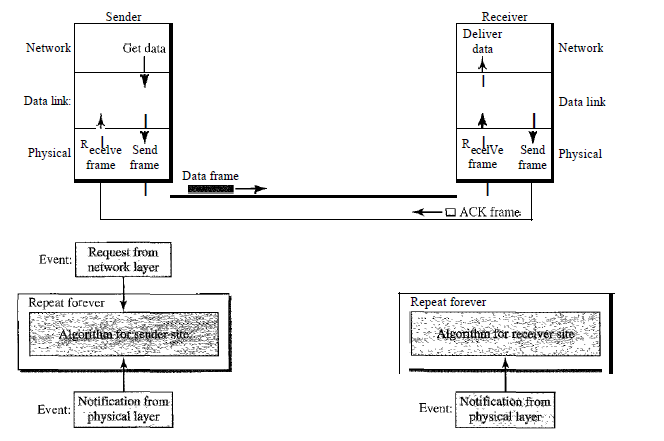 Sender
Receiver
Network
Get data
Deliver
data
Network
Data link:
Data link
Physical
Receive
frame
Send
frame
ReceIVe
frame
Send
frame
Physical
Data frame
ACK frame
Event:
Request from
network layer
Repeat forever
Algorithm for sender site
Repeat forever
Algorithm for receiver site
Event:
Notification from
physical layer
Event:
Notification from
physical layer